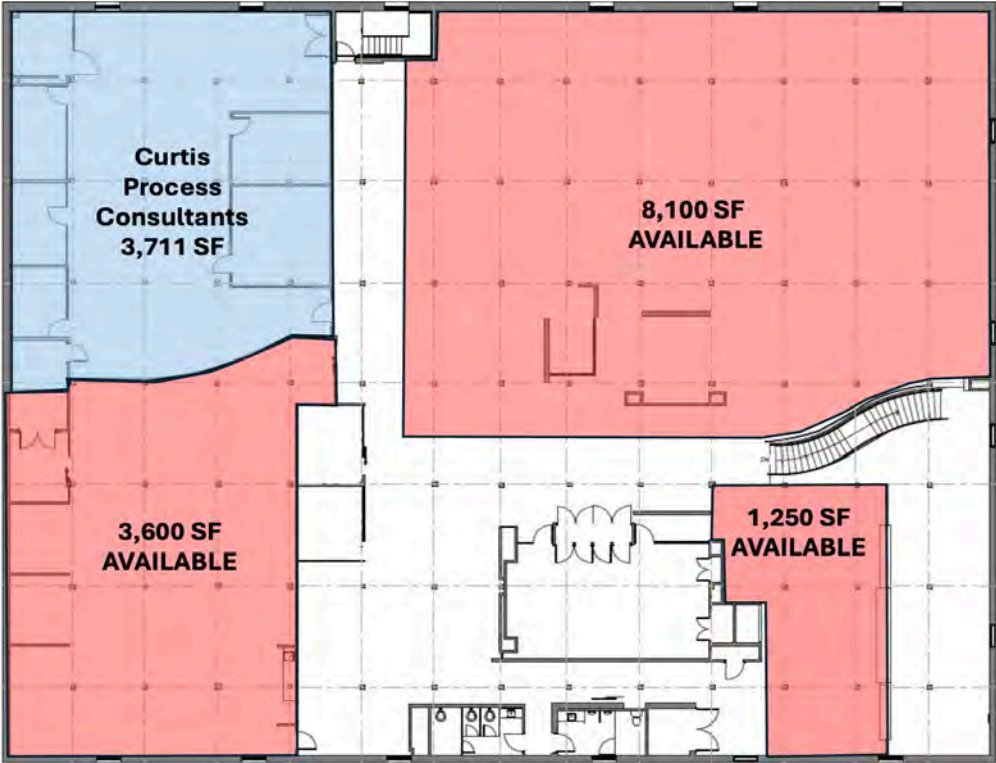 Curtis
Process
Consultants
3,711 SF
8,100 SF
AVAILABLE
3,600 SF
AVAILABLE
1,250 SF
AVAILABLE